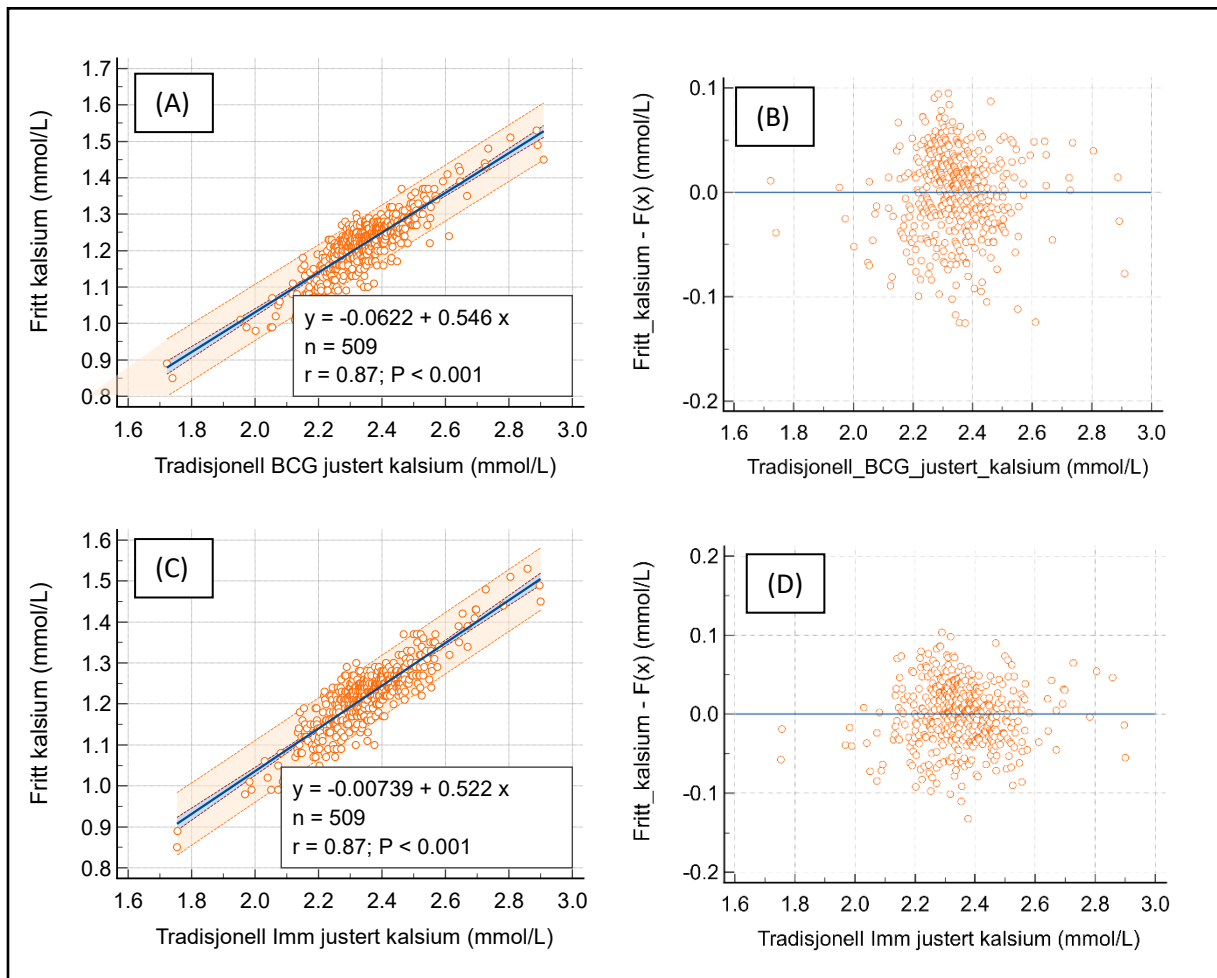 (A)
Fritt kalsium (mmol/L)
1.7
1.6
1.5
1.4
1.3
1.2
1.1
1.0
0.9
0.8
y = -0.0622 + 0.546 x
n = 509
r = 0.87; P < 0.001
1.6 1.8 2.0 2.2 2.4 2.6 2.8 3.0
Tradisjonell BCG justert kalsium (mmol/L)
(B)
Fritt_kalsium - F(x) (mmol/L)
0.1
0.0
-0.1
-0.2
1.6 1.8 2.0 2.2 2.4 2.6 2.8 3.0
Tradisjonell_BCG_justert_kalsium (mmol/L)
(C)
Fritt kalsium (mmol/L)
1.6
1.5
1.4
1.3
1.2
1.1
1.0
0.9
0.8
y = -0.00739 + 0.522 x
n = 509
r = 0.87; P < 0.001
1.6 1.8 2.0 2.2 2.4 2.6 2.8 3.0
Tradisjonell Imm justert kalsium (mmol/L)
(D)
Fritt_kalsium - F(x) (mmol/L)
0.2
0.1
0.0
-0.1
-0.2
1.6 1.8 2.0 2.2 2.4 2.6 2.8 3.0
Tradisjonell Imm justert kalsium (mmol/L)